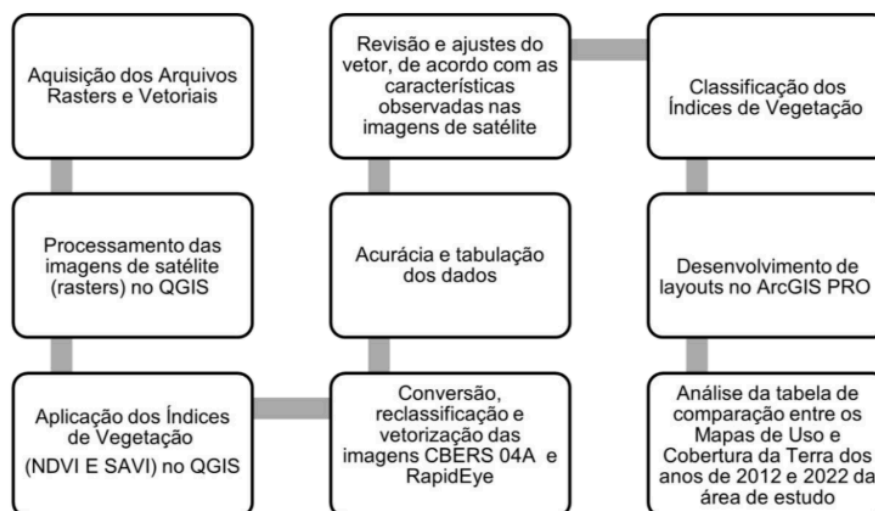 Aquisição dos Arquivos
Rasters e Vetoriais
Processamento das
imagens de satélite
(rasters) no QGIS
Aplicação dos Índices
de Vegetação
(NDVI E SAVI) no QGIS
Conversão,
reclassificação e
vetorização das
imagens CBERS 04A e
RapidEye
Acurácia e tabulação
dos dados
Revisão e ajustes do
vetor, de acordo com as
características
observadas nas
imagens de satélite
Classificação dos
Índices de Vegetação
Desenvolvimento de
layouts no ArcGIS PRO
Análise da tabela de
comparação entre os
Mapas de Uso e
Cobertura da Terra dos
anos de 2012 e 2022 da
área de estudo